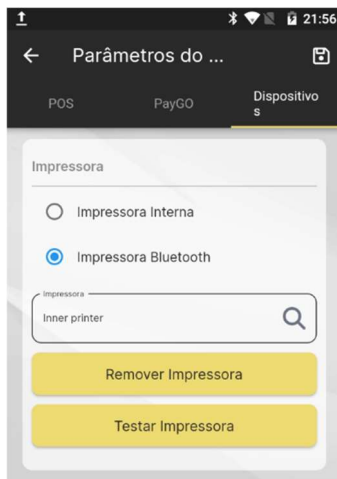 21:56
Parâmetros do ...
POS
PayGO
Dispositivo
s
Impressora
Impressora Interna
Impressora Bluetooth
Impressora
Inner printer
Remover Impressora
Testar Impressora